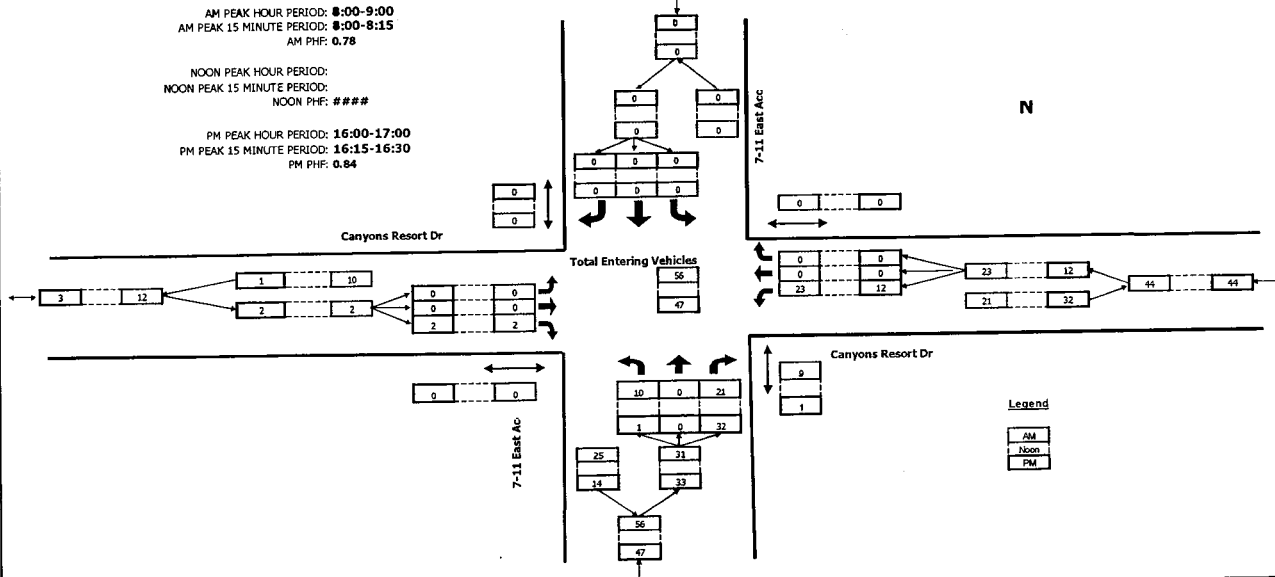 AM PEAK HOUR PERIOD: 8:00-9:00
AM PEAK 15 MINUTE PERIOD: 8:00-8:15
AM PHF: 0.78
NOON PEAK HOUR PERIOD:
NOON PEAK 15 MINUTE PERIOD:
NOON PHF: ####
PM PEAK HOUR PERIOD: 16:00-17:00
PM PEAK 15 MINUTE PERIOD: 16:15-16:30
PM PHF: 0.84
0
0
0 0
0 0
0 0 0
0 0 0
7-11 East Acc
N
0
0
0 0
Canyons Resort Dr
Total Entering Vehicles
56
47
1 10
3 12
2 2
0 0
0 0
2 2
0 0
0 0
23 12
23 12
21 32
44 44
Canyons Resort Dr
0 0
7-11 East Ac
10 0 21
1 0 32
25 31
14 33
56
47
9
1
Legend
AM
Noon
PM